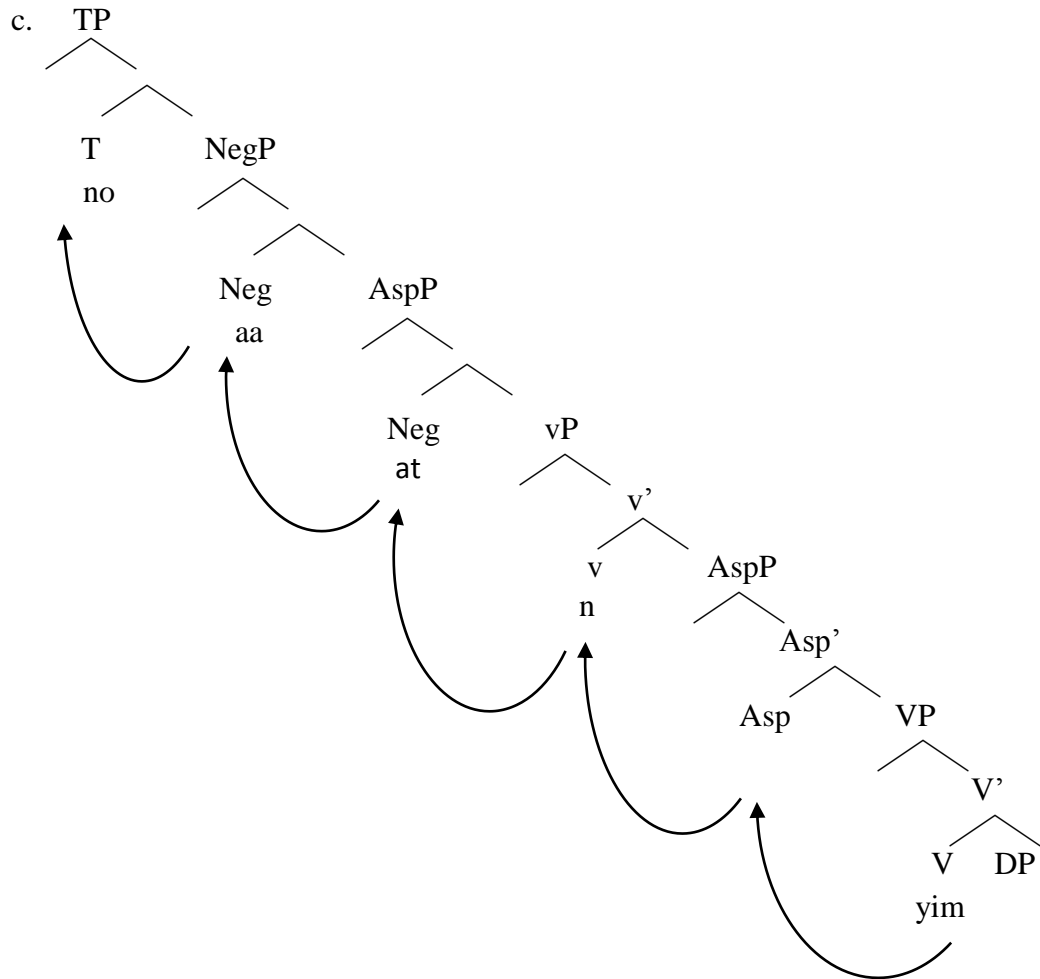 c. TP
T NegP
no
Neg AspP
aa
Neg vP
at
v’
v AspP
n
Asp’
Asp VP
V’
V DP
yim